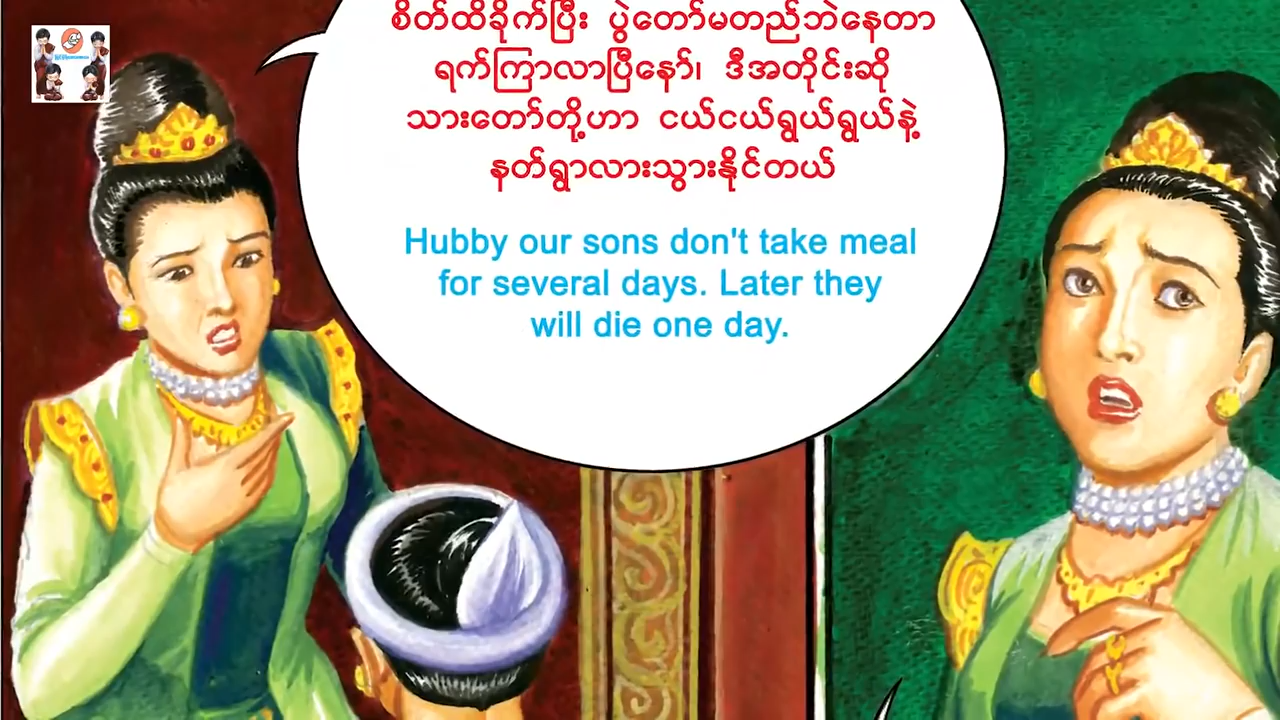 စိတ်ထိခိုက်ပြီး ပွဲတော်မတည်ဘဲနေတာ
ရက်ကြာလာပြီနော်၊ ဒီအတိုင်းဆို
သားတော်တို့ဟာ ငယ်ငယ်ရွယ်ရွယ်နဲ့
နတ်ရွာလားသွားနိုင်တယ်
Hubby our sons don't take meal
for several days. Later they
will die one day.